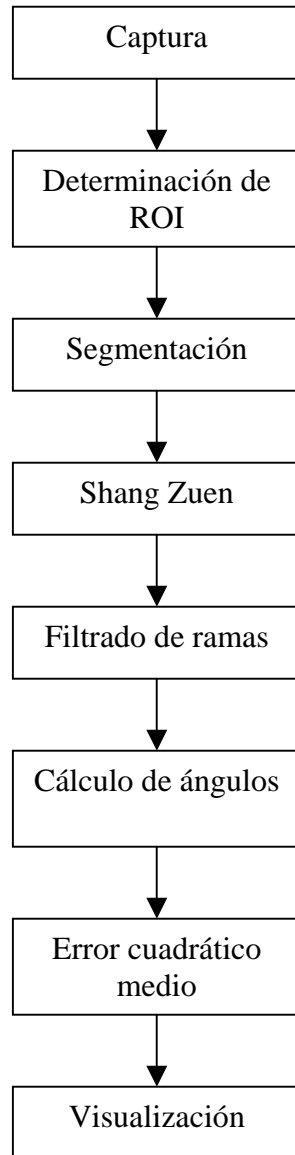 Captura
Determinación de
ROI
Segmentación
Shang Zuen
Filtrado de ramas
Cálculo de ángulos
Error cuadrático
medio
Visualización